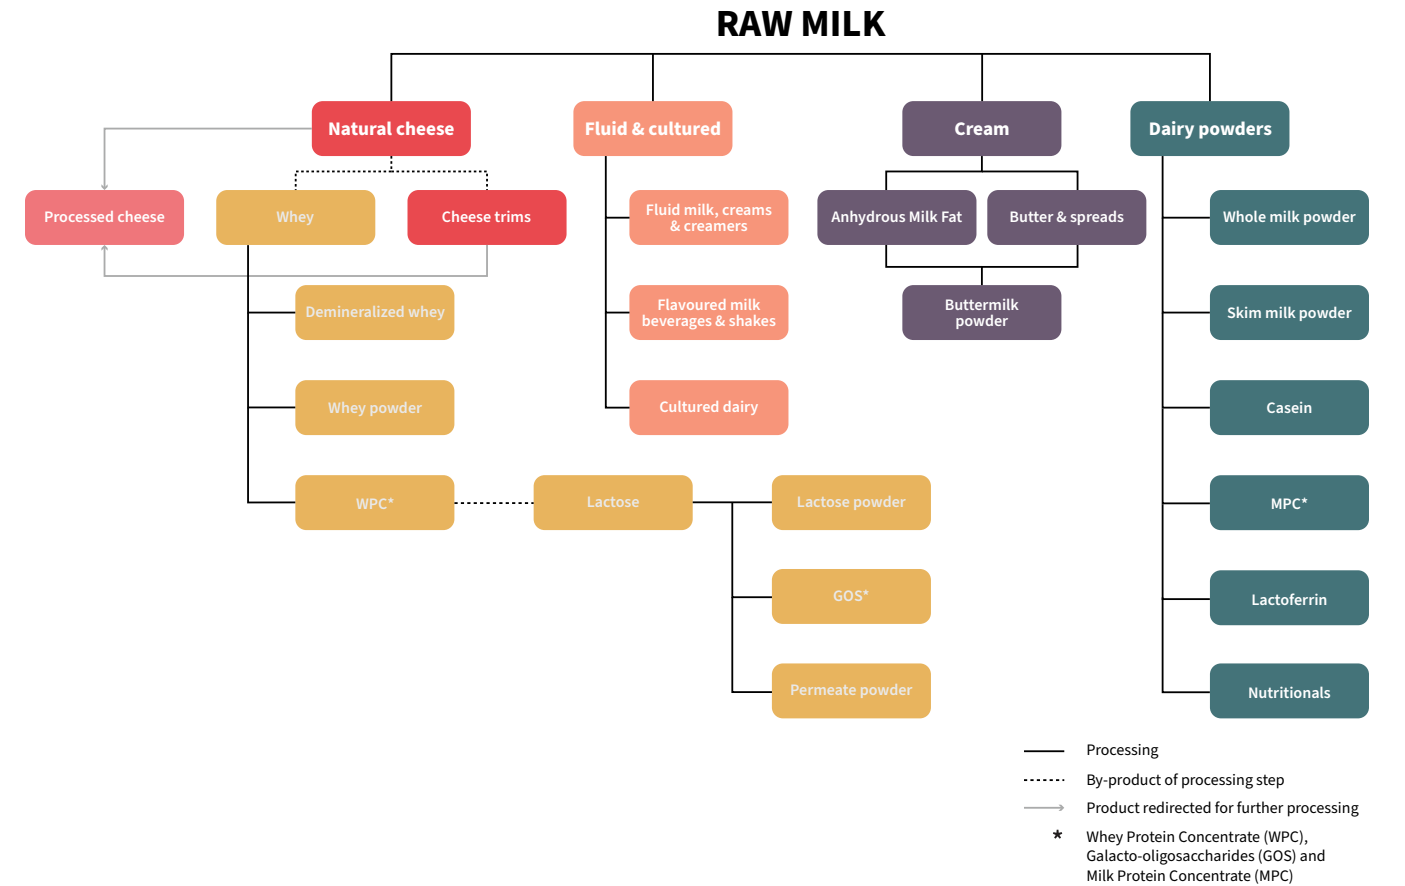 RAW MILK
Natural cheese
Fluid & cultured
Cream
Dairy powders
Processed cheese
Whey
Cheese trims
Fluid milk, creams
& creamers
Anhydrous Milk Fat
Butter & spreads
Whole milk powder
Demineralized whey
Flavoured milk
beverages & shakes
Buttermilk
powder
Skim milk powder
Whey powder
Cultured dairy
Casein
WPC*
Lactose
Lactose powder
MPC*
GOS*
Lactoferrin
Permeate powder
Nutritionals
Processing
By-product of processing step
Product redirected for further processing
* Whey Protein Concentrate (WPC),
Galacto-oligosaccharides (GOS) and
Milk Protein Concentrate (MPC)